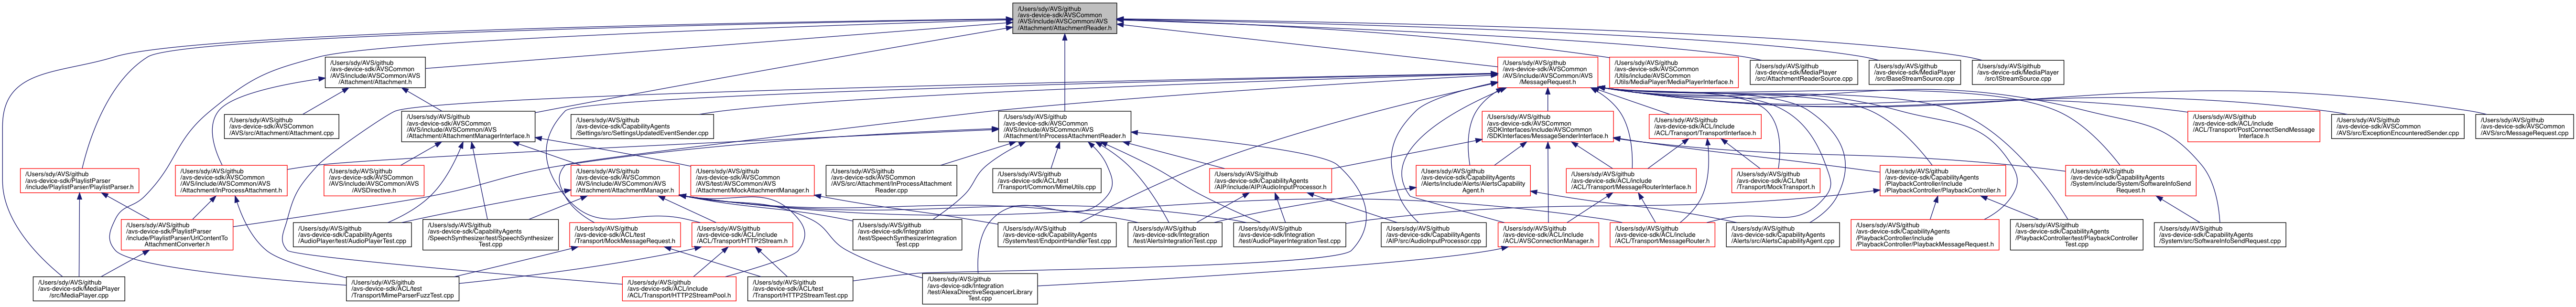 /Users/sdy/AVS/github
/avs-device-sdk/AVSCommon
/AVS/include/AVSCommon/AVS
/Attachment/AttachmentReader.h
/Users/sdy/AVS/github
/avs-device-sdk/AVSCommon
/AVS/include/AVSCommon/AVS
/Attachment/Attachment.h
/Users/sdy/AVS/github
/avs-device-sdk/AVSCommon
/AVS/include/AVSCommon/AVS
/MessageRequest.h
/Users/sdy/AVS/github
/avs-device-sdk/AVSCommon
/Utils/include/AVSCommon
/Utils/MediaPlayer/MediaPlayerInterface.h
/Users/sdy/AVS/github
/avs-device-sdk/MediaPlayer
/src/AttachmentReaderSource.cpp
/Users/sdy/AVS/github
/avs-device-sdk/MediaPlayer
/src/BaseStreamSource.cpp
/Users/sdy/AVS/github
/avs-device-sdk/MediaPlayer
/src/IStreamSource.cpp
/Users/sdy/AVS/github
/avs-device-sdk/AVSCommon
/AVS/src/Attachment/Attachment.cpp
/Users/sdy/AVS/github
/avs-device-sdk/AVSCommon
/AVS/include/AVSCommon/AVS
/Attachment/AttachmentManagerInterface.h
/Users/sdy/AVS/github
/avs-device-sdk/CapabilityAgents
/Settings/src/SettingsUpdatedEventSender.cpp
/Users/sdy/AVS/github
/avs-device-sdk/AVSCommon
/AVS/include/AVSCommon/AVS
/Attachment/InProcessAttachmentReader.h
/Users/sdy/AVS/github
/avs-device-sdk/AVSCommon
/SDKInterfaces/include/AVSCommon
/SDKInterfaces/MessageSenderInterface.h
/Users/sdy/AVS/github
/avs-device-sdk/ACL/include
/ACL/Transport/TransportInterface.h
/Users/sdy/AVS/github
/avs-device-sdk/ACL/include
/ACL/Transport/PostConnectSendMessage
Interface.h
/Users/sdy/AVS/github
/avs-device-sdk/AVSCommon
/AVS/src/ExceptionEncounteredSender.cpp
/Users/sdy/AVS/github
/avs-device-sdk/AVSCommon
/AVS/src/MessageRequest.cpp
/Users/sdy/AVS/github
/avs-device-sdk/PlaylistParser
/include/PlaylistParser/PlaylistParser.h
/Users/sdy/AVS/github
/avs-device-sdk/AVSCommon
/AVS/include/AVSCommon/AVS
/Attachment/InProcessAttachment.h
/Users/sdy/AVS/github
/avs-device-sdk/AVSCommon
/AVS/include/AVSCommon/AVS
/AVSDirective.h
/Users/sdy/AVS/github
/avs-device-sdk/AVSCommon
/AVS/include/AVSCommon/AVS
/Attachment/AttachmentManager.h
/Users/sdy/AVS/github
/avs-device-sdk/AVSCommon
/AVS/test/AVSCommon/AVS
/Attachment/MockAttachmentManager.h
/Users/sdy/AVS/github
/avs-device-sdk/AVSCommon
/AVS/src/Attachment/InProcessAttachment
Reader.cpp
/Users/sdy/AVS/github
/avs-device-sdk/ACL/test
/Transport/Common/MimeUtils.cpp
/Users/sdy/AVS/github
/avs-device-sdk/CapabilityAgents
/AIP/include/AIP/AudioInputProcessor.h
/Users/sdy/AVS/github
/avs-device-sdk/CapabilityAgents
/Alerts/include/Alerts/AlertsCapability
Agent.h
/Users/sdy/AVS/github
/avs-device-sdk/ACL/include
/ACL/Transport/MessageRouterInterface.h
/Users/sdy/AVS/github
/avs-device-sdk/ACL/test
/Transport/MockTransport.h
/Users/sdy/AVS/github
/avs-device-sdk/CapabilityAgents
/PlaybackController/include
/PlaybackController/PlaybackController.h
/Users/sdy/AVS/github
/avs-device-sdk/CapabilityAgents
/System/include/System/SoftwareInfoSend
Request.h
/Users/sdy/AVS/github
/avs-device-sdk/PlaylistParser
/include/PlaylistParser/UrlContentTo
AttachmentConverter.h
/Users/sdy/AVS/github
/avs-device-sdk/CapabilityAgents
/AudioPlayer/test/AudioPlayerTest.cpp
/Users/sdy/AVS/github
/avs-device-sdk/CapabilityAgents
/SpeechSynthesizer/test/SpeechSynthesizer
Test.cpp
/Users/sdy/AVS/github
/avs-device-sdk/ACL/test
/Transport/MockMessageRequest.h
/Users/sdy/AVS/github
/avs-device-sdk/ACL/include
/ACL/Transport/HTTP2Stream.h
/Users/sdy/AVS/github
/avs-device-sdk/Integration
/test/SpeechSynthesizerIntegration
Test.cpp
/Users/sdy/AVS/github
/avs-device-sdk/CapabilityAgents
/System/test/EndpointHandlerTest.cpp
/Users/sdy/AVS/github
/avs-device-sdk/Integration
/test/AlertsIntegrationTest.cpp
/Users/sdy/AVS/github
/avs-device-sdk/Integration
/test/AudioPlayerIntegrationTest.cpp
/Users/sdy/AVS/github
/avs-device-sdk/CapabilityAgents
/AIP/src/AudioInputProcessor.cpp
/Users/sdy/AVS/github
/avs-device-sdk/ACL/include
/ACL/AVSConnectionManager.h
/Users/sdy/AVS/github
/avs-device-sdk/ACL/include
/ACL/Transport/MessageRouter.h
/Users/sdy/AVS/github
/avs-device-sdk/CapabilityAgents
/Alerts/src/AlertsCapabilityAgent.cpp
/Users/sdy/AVS/github
/avs-device-sdk/CapabilityAgents
/PlaybackController/include
/PlaybackController/PlaybackMessageRequest.h
/Users/sdy/AVS/github
/avs-device-sdk/CapabilityAgents
/PlaybackController/test/PlaybackController
Test.cpp
/Users/sdy/AVS/github
/avs-device-sdk/CapabilityAgents
/System/src/SoftwareInfoSendRequest.cpp
/Users/sdy/AVS/github
/avs-device-sdk/MediaPlayer
/src/MediaPlayer.cpp
/Users/sdy/AVS/github
/avs-device-sdk/ACL/test
/Transport/MimeParserFuzzTest.cpp
/Users/sdy/AVS/github
/avs-device-sdk/ACL/include
/ACL/Transport/HTTP2StreamPool.h
/Users/sdy/AVS/github
/avs-device-sdk/ACL/test
/Transport/HTTP2StreamTest.cpp
/Users/sdy/AVS/github
/avs-device-sdk/Integration
/test/AlexaDirectiveSequencerLibrary
Test.cpp